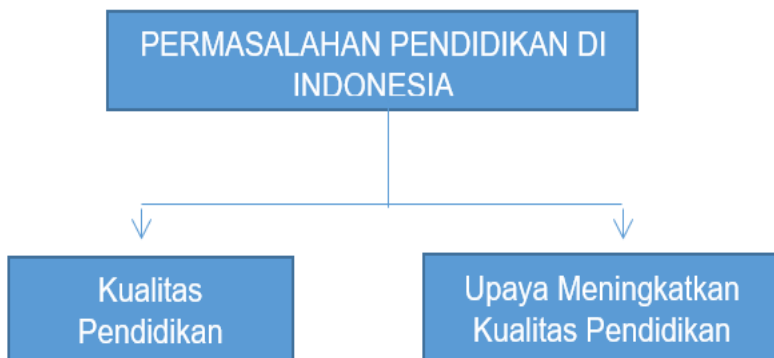 PERMASALAHAN PENDIDIKAN DI
INDONESIA
Kualitas
Pendidikan
Upaya Meningkatkan
Kualitas Pendidikan